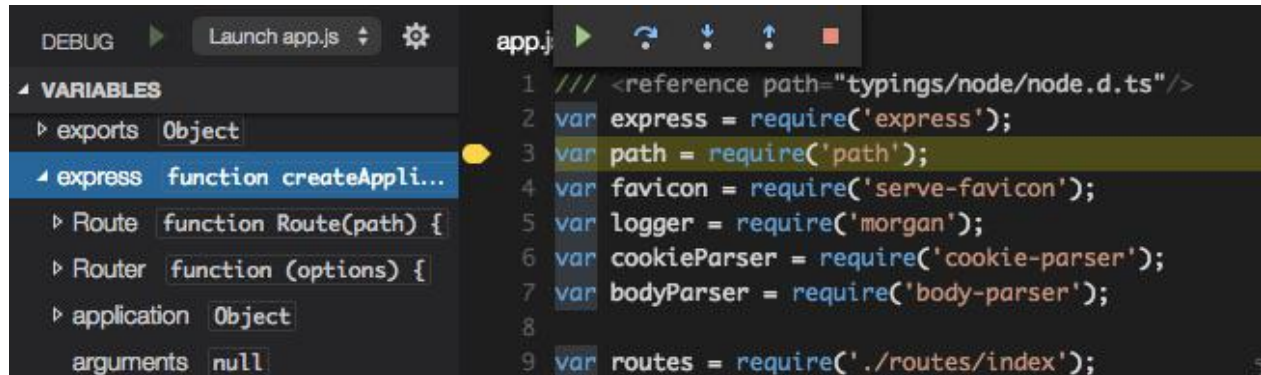 DEBUG Launch app.js
VARIABLES
exports Object
express function createAppli...
Route function Route(path) {
Router function (options) {
application Object
arguments null
app.j
1 /// <reference path="typings/node/node.d.ts"/>
2 var express = require('express');
3 var path = require('path');
4 var favicon = require('serve-favicon');
5 var logger = require('morgan');
6 var cookieParser = require('cookie-parser');
7 var bodyParser = require('body-parser');
8
9 var routes = require('./routes/index');